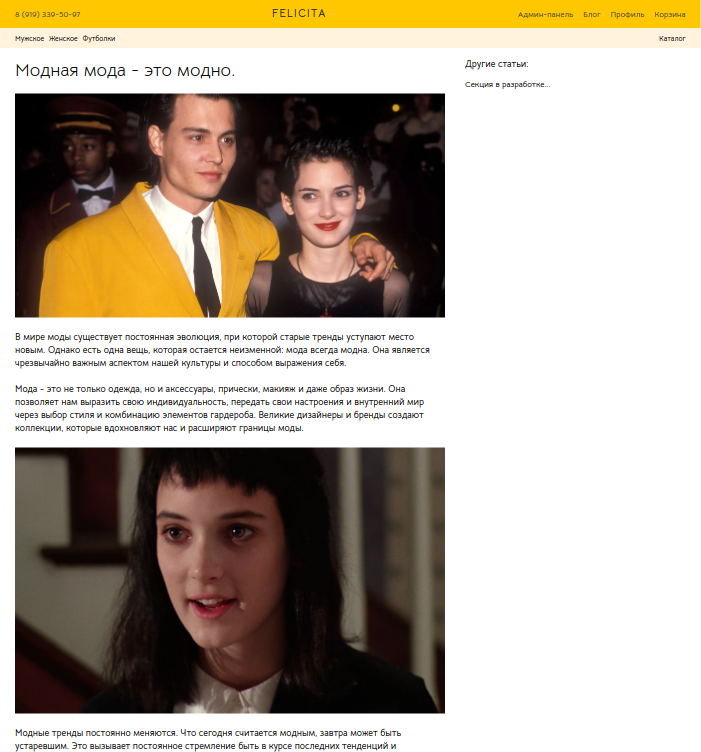 8 (919) 339-50-97
FELICITA
Админ-панель Блог Профиль Корзина
Мужское Женское Футболки
Каталог
Модная мода - это модно.
В мире моды существует постоянная эволюция, при которой старые тренды уступают место
новым. Однако есть одна вещь, которая остается неизменной: мода всегда модна. Она является
чрезвычайно важным аспектом нашей культуры и способом выражения себя.
Мода - это не только одежда, но и аксессуары, прически, макияж и даже образ жизни. Она
позволяет нам выразить свою индивидуальность, передать свои настроения и внутренний мир
через выбор стиля и комбинацию элементов гардероба. Великие дизайнеры и бренды создают
коллекции, которые вдохновляют нас и расширяют границы моды.
Модные тренды постоянно меняются. Что сегодня считается модным, завтра может быть
устаревшим. Это вызывает постоянное стремление быть в курсе последних тенденций и
Другие статьи:
Секция в разработке...